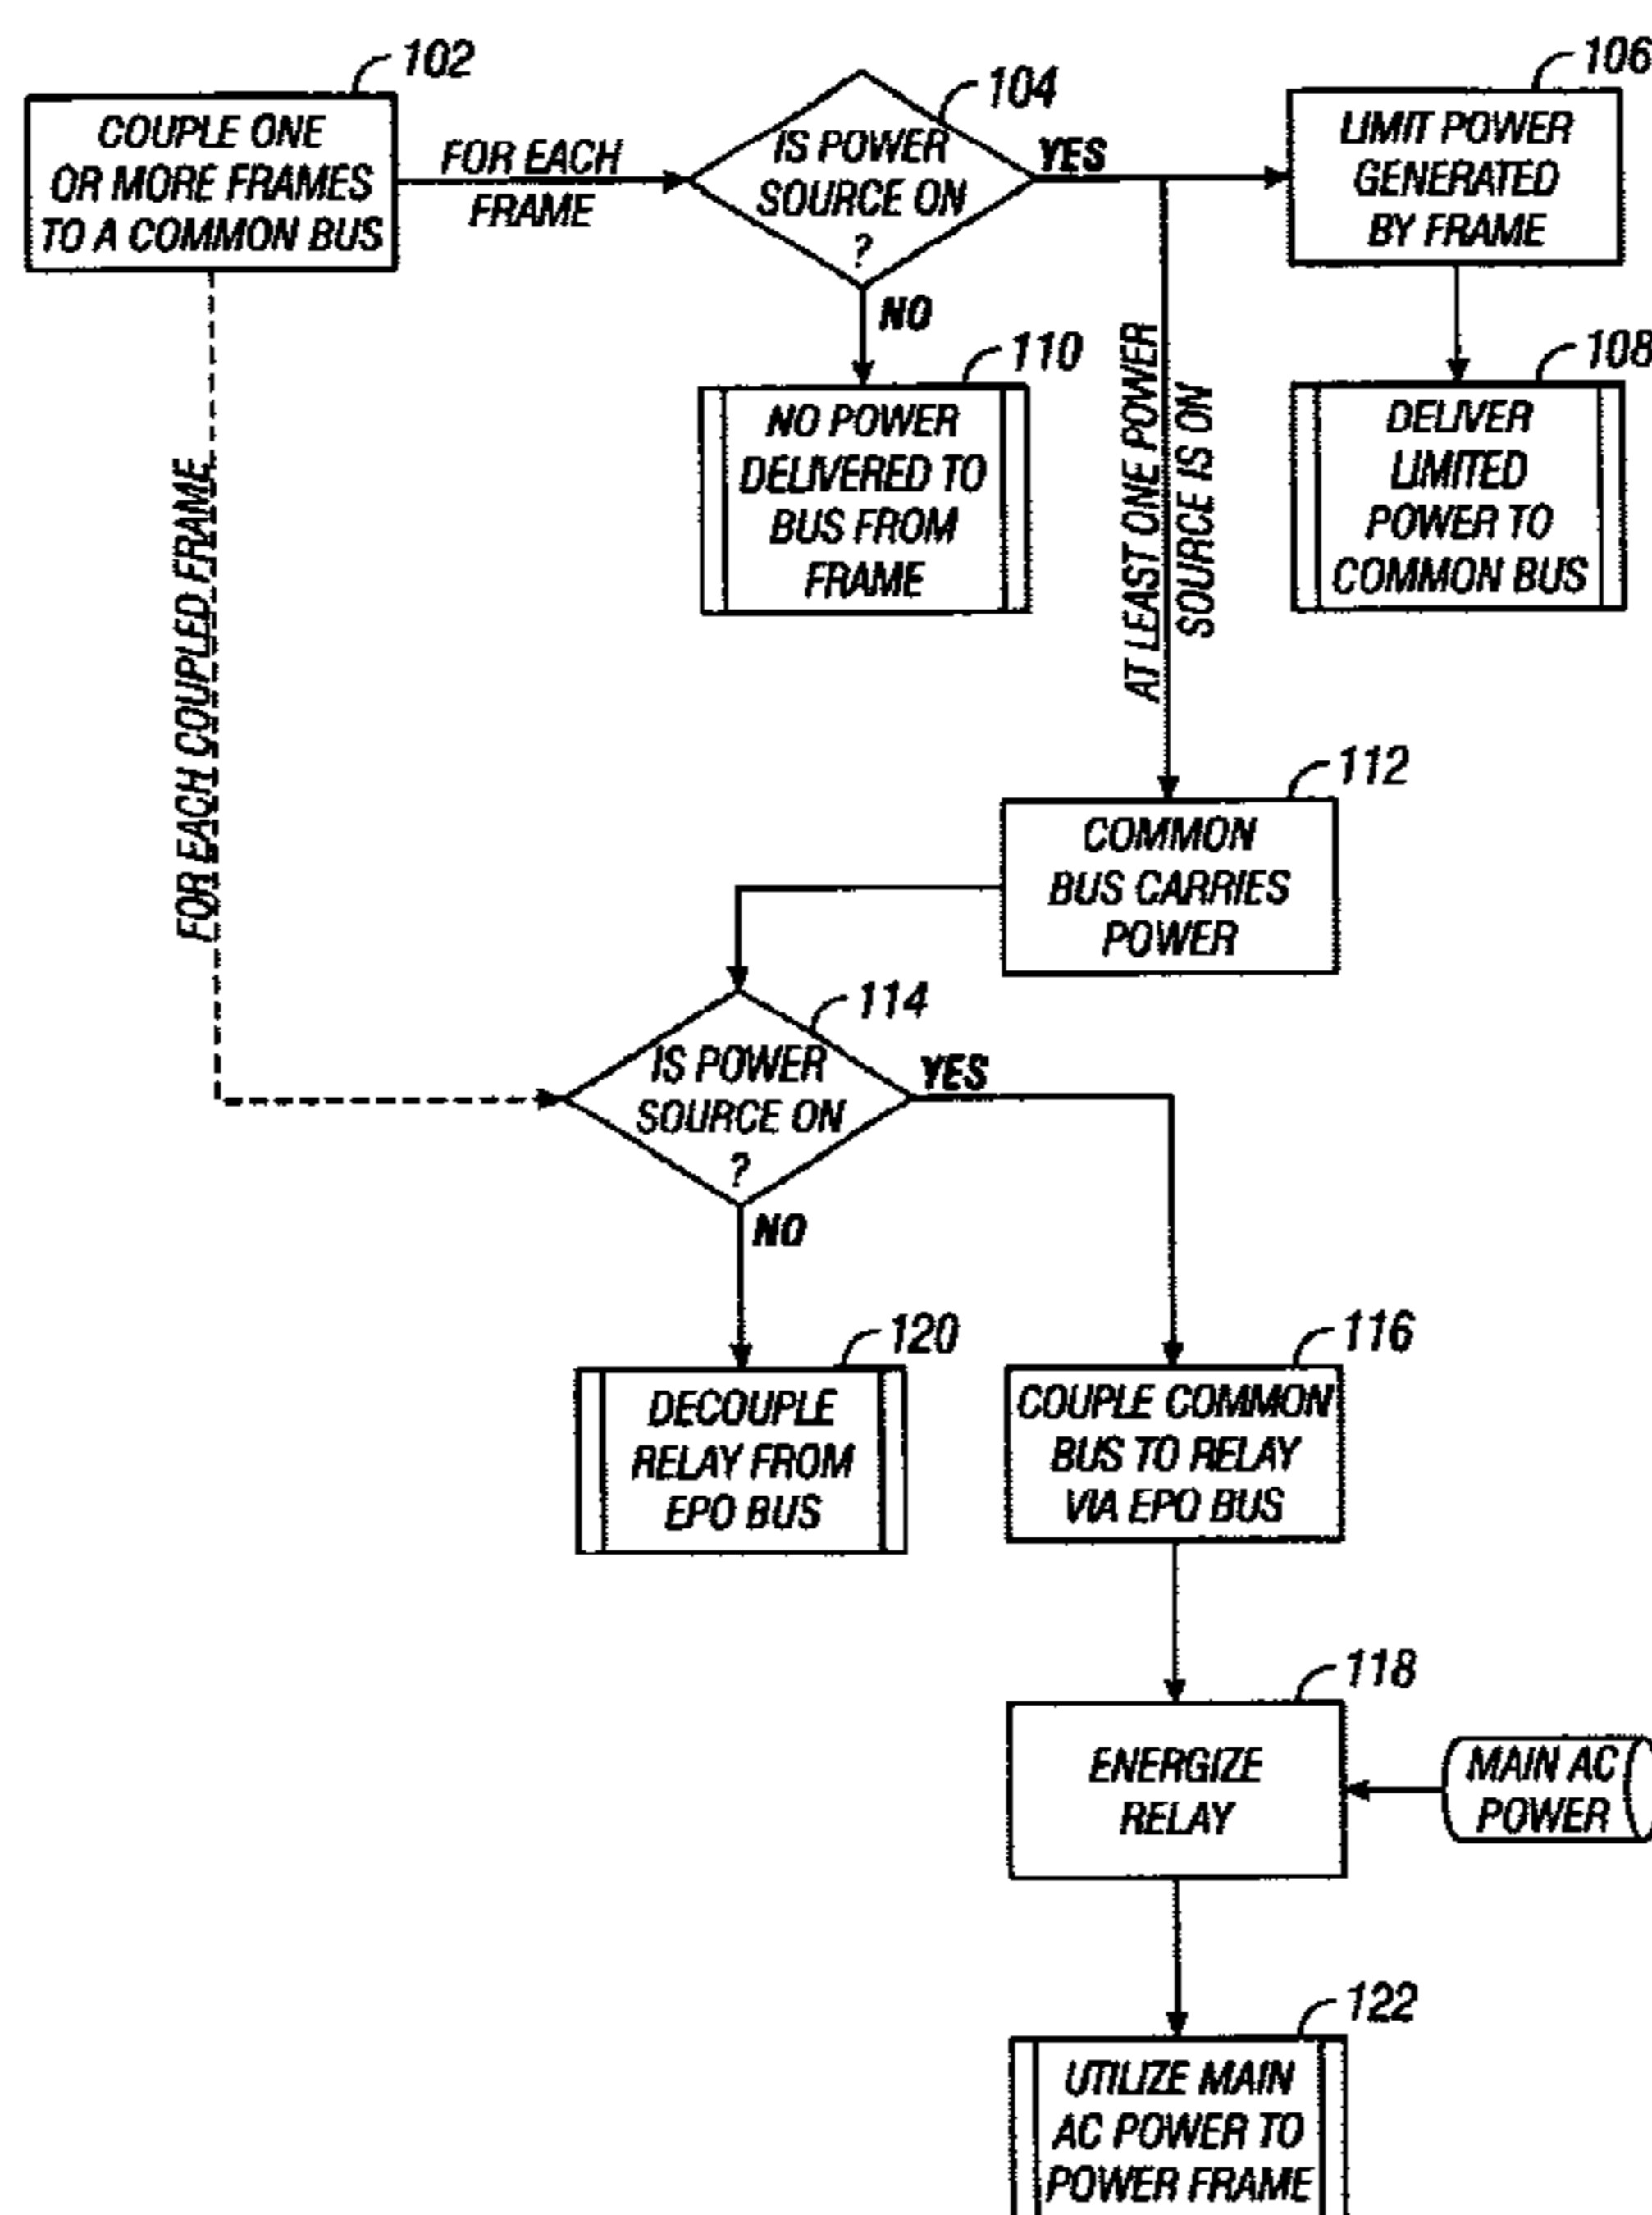 102
COUPLE ONE
OR MORE FRAMES
TO A COMMON BUS
FOR EACH
FRAME
104
IS POWER
SOURCE ON
?
YES
NO
106
LIMIT POWER
GENERATED
BY FRAME
108
DELIVER
LIMITED
POWER TO
COMMON BUS
110
NO POWER
DELIVERED TO
BUS FROM
FRAME
AT LEAST ONE POWER
SOURCE IS ON
FOR EACH COUPLED FRAME
112
COMMON
BUS CARRIES
POWER
114
IS POWER
SOURCE ON
?
YES
NO
120
DECOUPLE
RELAY FROM
EPO BUS
116
COUPLE COMMON
BUS TO RELAY
VIA EPO BUS
118
ENERGIZE
RELAY
MAIN AC
POWER
122
UTILIZE MAIN
AC POWER TO
POWER FRAME